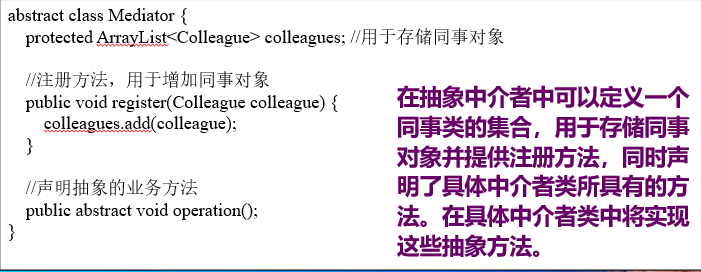 abstract class Mediator {
protected ArrayList<Colleague> colleagues; //用于存储同事对象
//注册方法，用于增加同事对象
public void register(Colleague colleague) {
colleagues.add(colleague);
}
//声明抽象的业务方法
public abstract void operation();
}
在抽象中介者中可以定义一个
同事类的集合，用于存储同事
对象并提供注册方法，同时声
明了具体中介者类所具有的方
法。在具体中介者类中将实现
这些抽象方法。